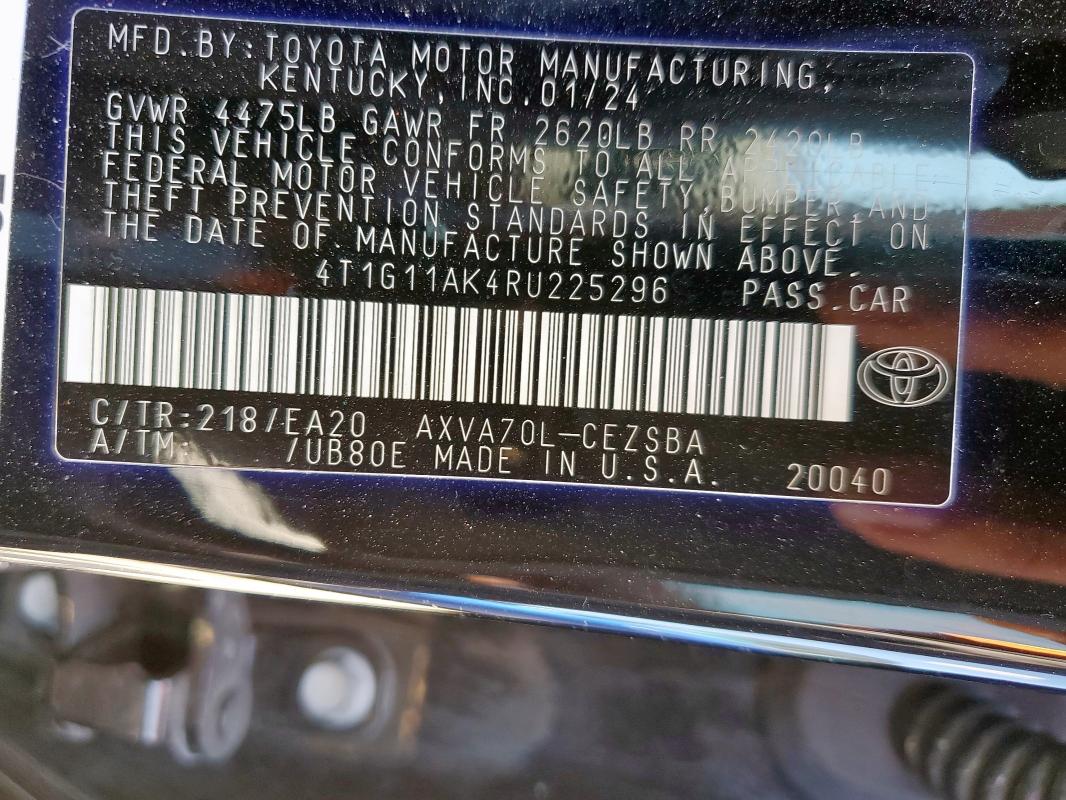 MFD.BY:TOYOTA MOTOR MANUFACTURING,
KENTUCKY,INC.01/24
GVWR 4475LB GAWR FR 2620LB RR 2420LB
THIS VEHICLE CONFORMS TO ALL APPLICABLE
FEDERAL MOTOR VEHICLE SAFETY,BUMPER,AND
THEFT PREVENTION STANDARDS IN EFFECT ON
THE DATE OF MANUFACTURE SHOWN ABOVE.
4T1G11AK4RU225296 PASS.CAR
C/TR:218/EA20 AXVA70L-CEZSBA
A/TM: /UB80E MADE IN U.S.A. 20040